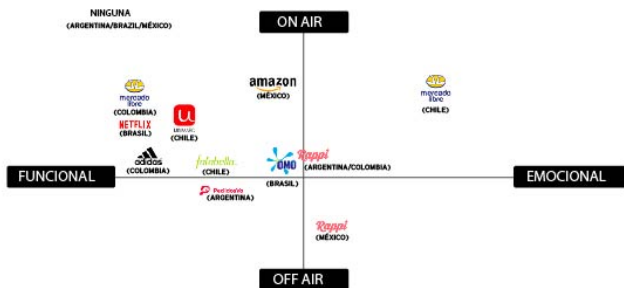 NINGUNA
(ARGENTINA/BRAZIL/MÉXICO)
ON AIR
amazon
(MÉXICO)
mercado
libre
(CHILE)
mercado
libre
(COLOMBIA)
NETFLIX
(BRASIL)
u
(CHILE)
adidas
(COLOMBIA)
falabella.
(CHILE)
OMO
(BRASIL)
Rappi
(ARGENTINA/COLOMBIA)
FUNCIONAL
EMOCIONAL
PedidosYa
(ARGENTINA)
Rappi
(MÉXICO)
OFF AIR